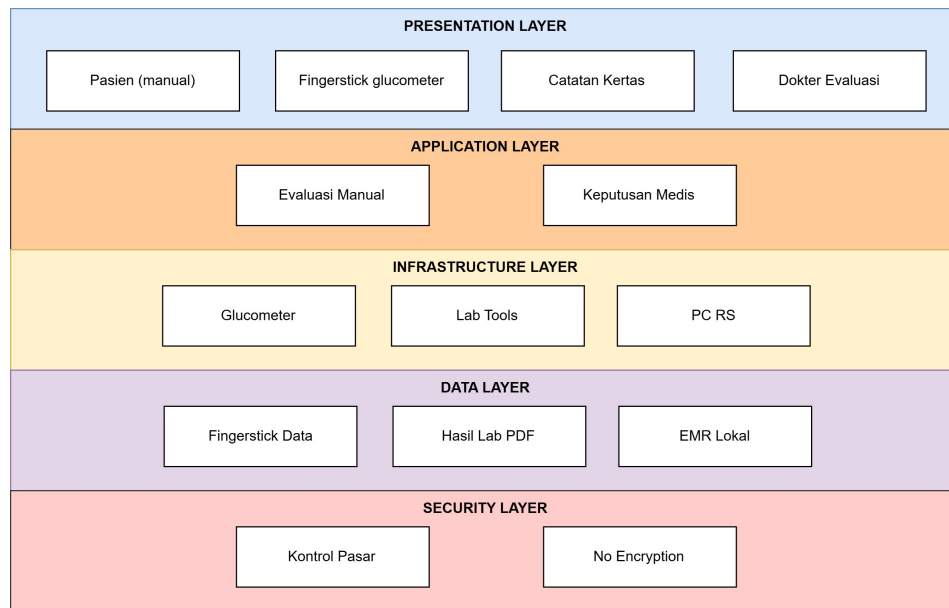 PRESENTATION LAYER
Pasien (manual)
Fingerstick glucometer
Catatan Kertas
Dokter Evaluasi
APPLICATION LAYER
Evaluasi Manual
Keputusan Medis
INFRASTRUCTURE LAYER
Glucometer
Lab Tools
PC RS
DATA LAYER
Fingerstick Data
Hasil Lab PDF
EMR Lokal
SECURITY LAYER
Kontrol Pasar
No Encryption